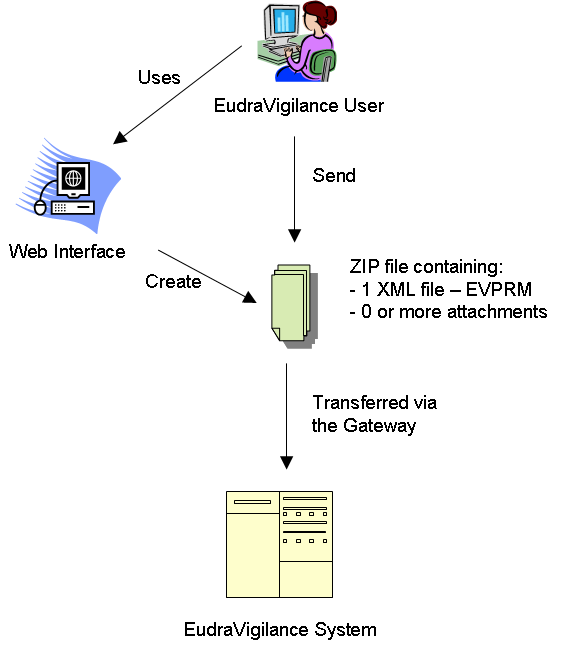 EudraVigilance User
Uses
Send
Web Interface
Create
ZIP file containing:
- 1 XML file – EVPRM
- 0 or more attachments
Transferred via
the Gateway
EudraVigilance System